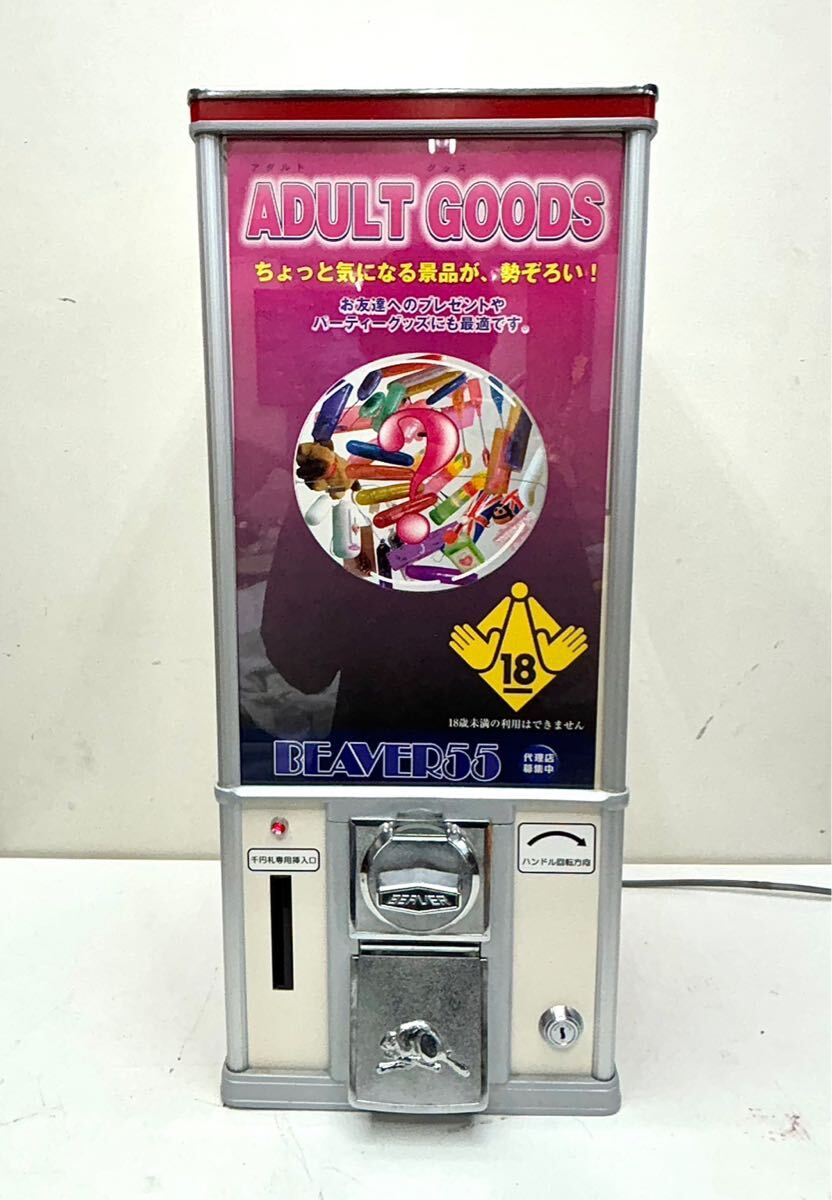 アダルト グッズ
ADULT GOODS
ちょっと気になる景品が、勢ぞろい！
お友達へのプレゼントや
パーティーグッズにも最適です。
?
18
18歳未満の利用はできません
BEAVER55
代理店
募集中
千円札専用挿入口
BEAVER
ハンドル回転方向